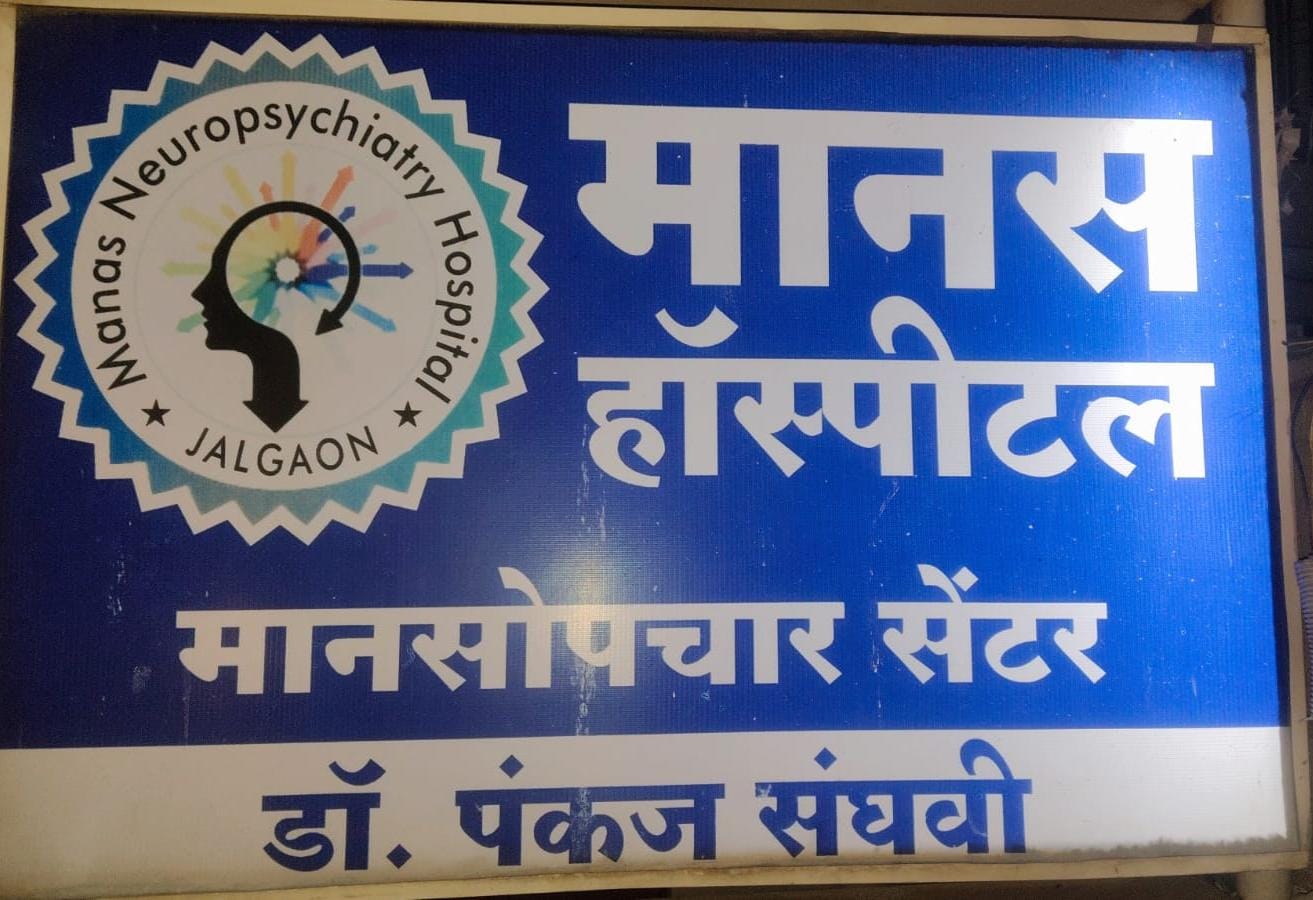 Manas Neuropsychiatry Hospital
★ JALGAON ★
मानस
हॉस्पीटल
मानसोपचार सेंटर
डॉ. पंकज संघवी